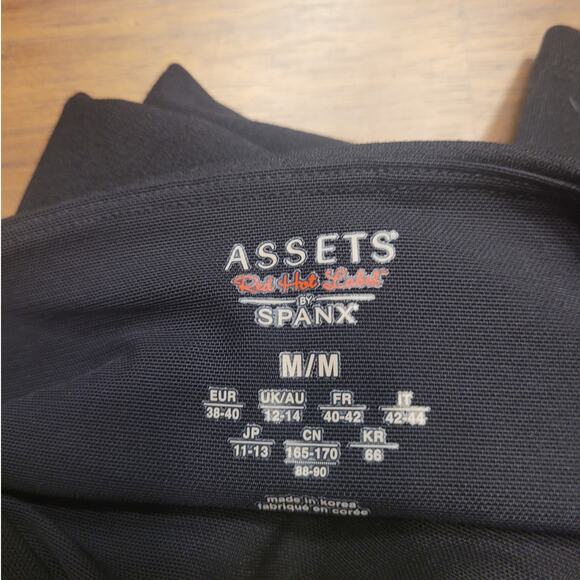 ASSETS®
Red Hot Label™
BY
SPANX®
M/M
EUR UK/AU FR IT
38-40 12-14 40-42 42-44
JP CN KR
11-13 165-170 66
88-90
made in korea
fabriqué en corée